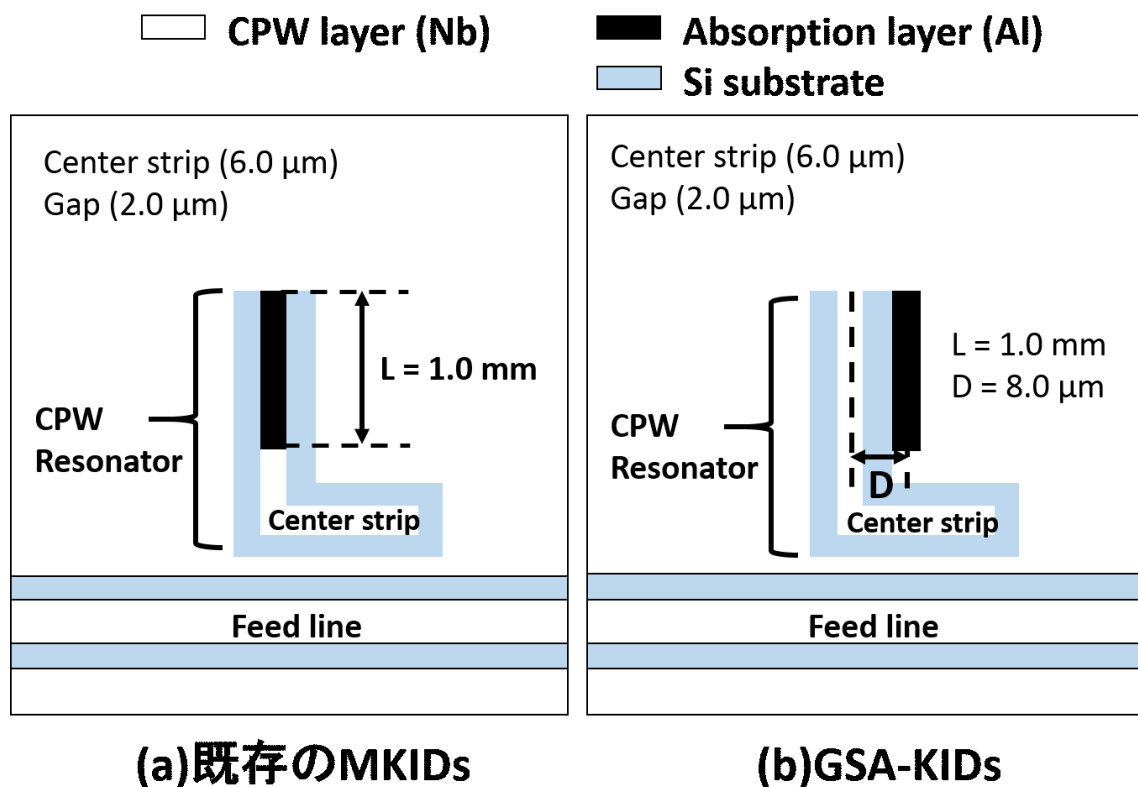 CPW layer (Nb)
Absorption layer (Al)
Si substrate
Center strip (6.0 μm)
Gap (2.0 μm)
L = 1.0 mm
CPW
Resonator
Center strip
Feed line
(a)既存のMKIDs
Center strip (6.0 μm)
Gap (2.0 μm)
L = 1.0 mm
D = 8.0 μm
CPW
Resonator
D
Center strip
Feed line
(b)GSA-KIDs